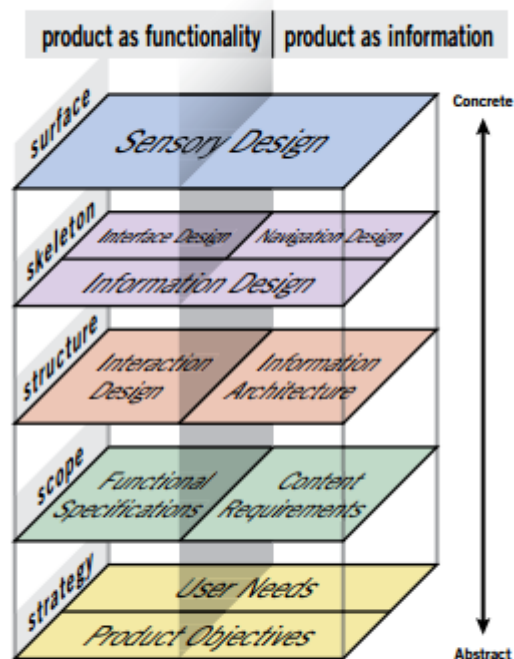 product as functionality | product as information
Concrete
surface
Sensory Design
skeleton
Interface Design
Navigation Design
Information Design
structure
Interaction
Design
Information
Architecture
scope
Functional
Specifications
Content
Requirements
strategy
User Needs
Product Objectives
Abstract